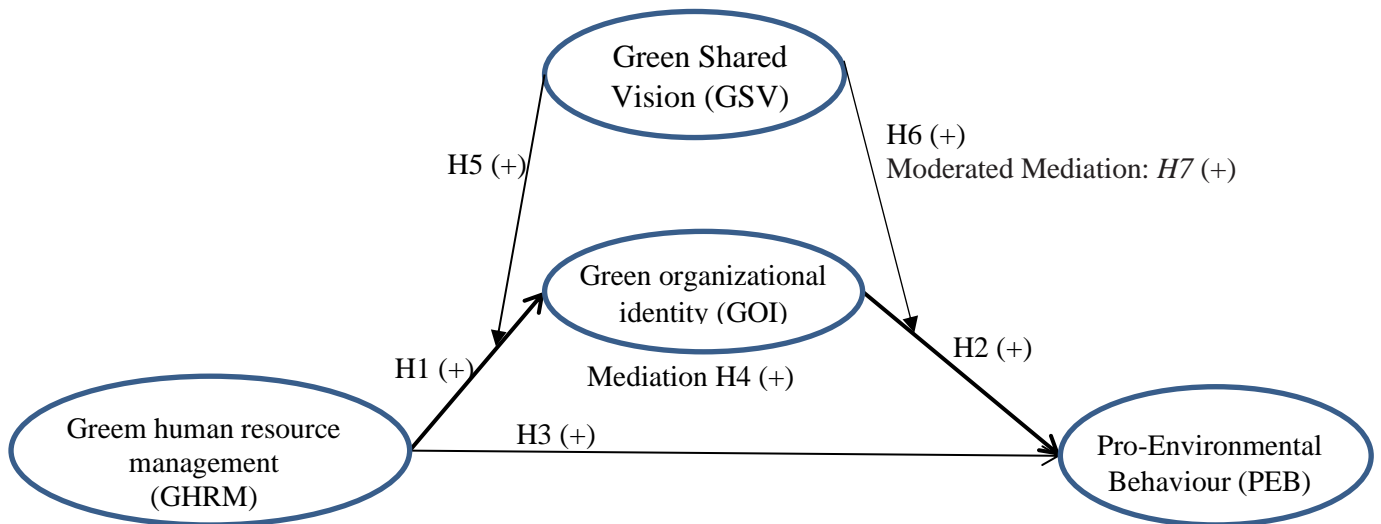 Green Shared
Vision (GSV)
H6 (+)
Moderated Mediation: H7 (+)
H5 (+)
Green organizational
identity (GOI)
H2 (+)
H1 (+)
Mediation H4 (+)
H3 (+)
Greem human resource
management
(GHRM)
Pro-Environmental
Behaviour (PEB)